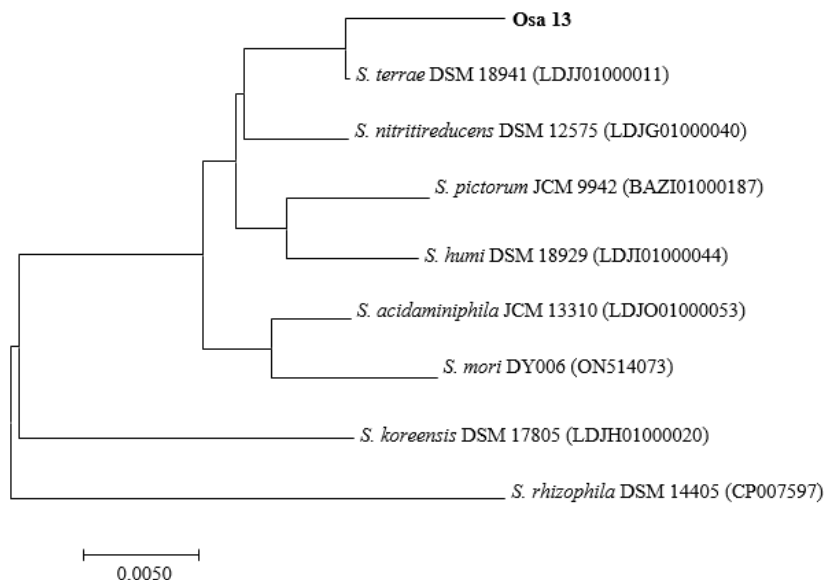 Osa 13
S. terrae DSM 18941 (LDJJ01000011)
S. nitritireducens DSM 12575 (LDJG01000040)
S. pictorum JCM 9942 (BAZI01000187)
S. humi DSM 18929 (LDJI01000044)
S. acidaminiphila JCM 13310 (LDJO01000053)
S. mori DY006 (ON514073)
S. koreensis DSM 17805 (LDJH01000020)
S. rhizophila DSM 14405 (CP007597)
0.0050